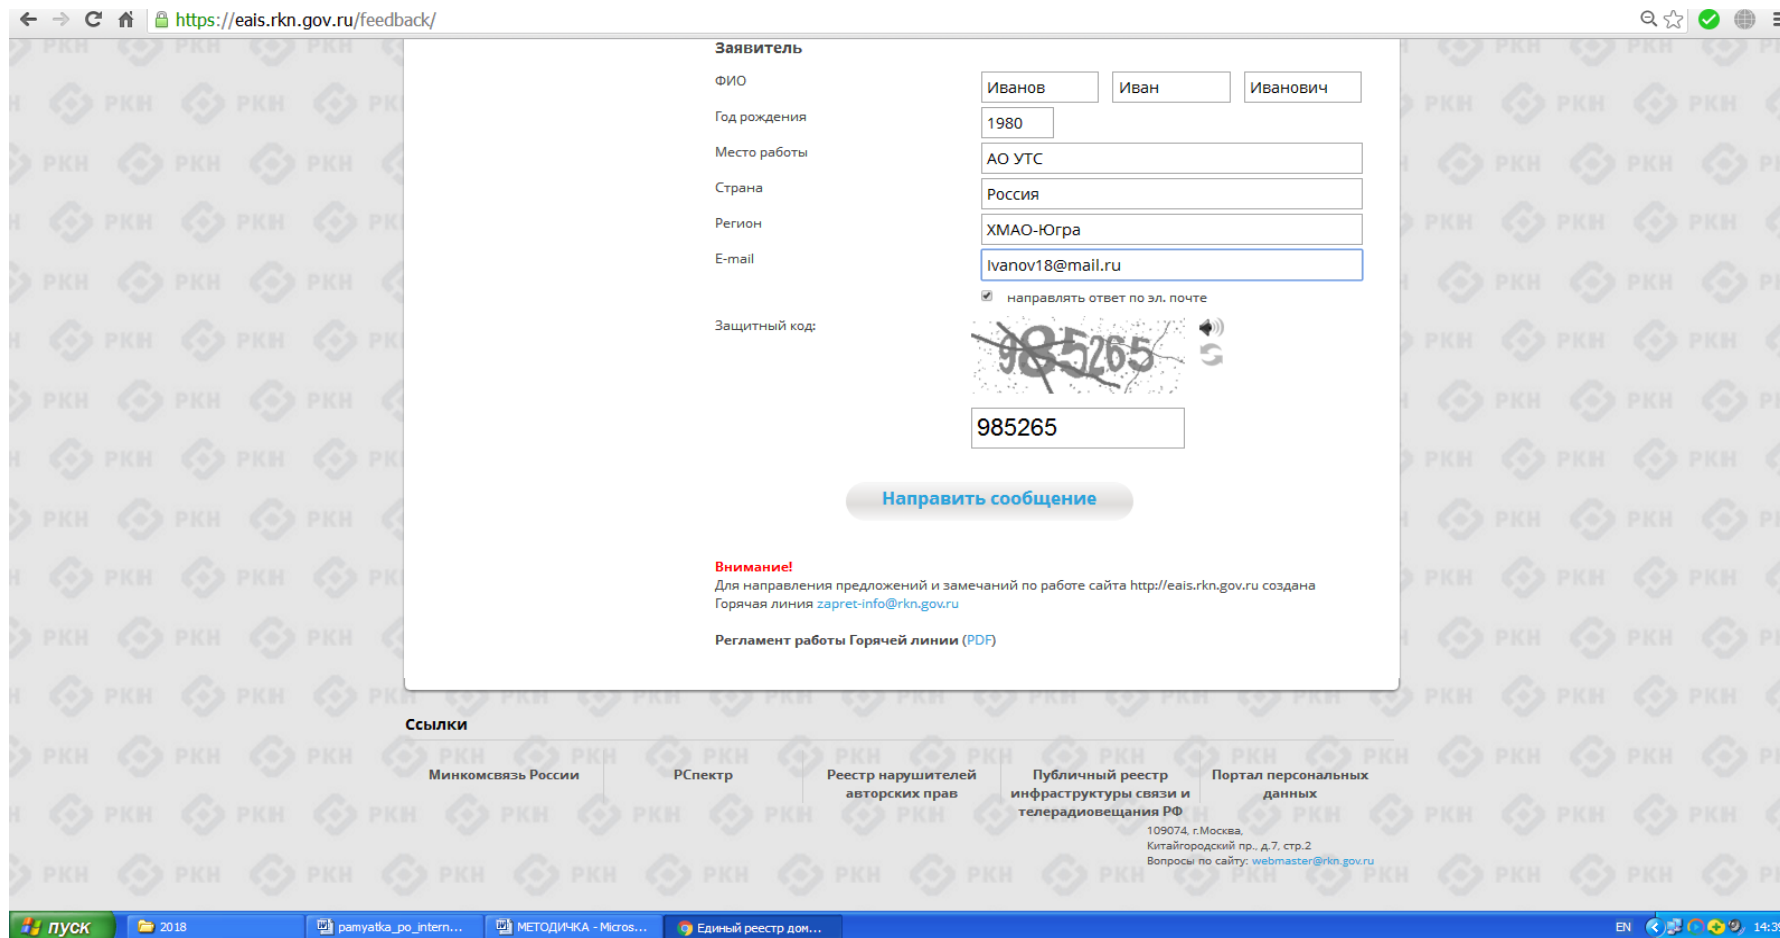 https://eais.rkn.gov.ru/feedback/
Заявитель
ФИО
Иванов Иван Иванович
Год рождения
1980
Место работы
АО УТС
Страна
Россия
Регион
ХМАО-Югра
E-mail
Ivanov18@mail.ru
направлять ответ по эл. почте
Защитный код:
985265
985265
Направить сообщение
Внимание!
Для направления предложений и замечаний по работе сайта http://eais.rkn.gov.ru создана
Горячая линия zapret-info@rkn.gov.ru
Регламент работы Горячей линии (PDF)
Ссылки
Минкомсвязь России
РСпектр
Реестр нарушителей
авторских прав
Публичный реестр
инфраструктуры связи и
телерадиовещания РФ
Портал персональных
данных
109074, г.Москва,
Китайгородский пр., д.7, стр.2
Вопросы по сайту: webmaster@rkn.gov.ru
РКН
пуск
2018
pamyatka_po_intern...
МЕТОДИЧКА - Micros...
Единый реестр дом...
EN
14:39